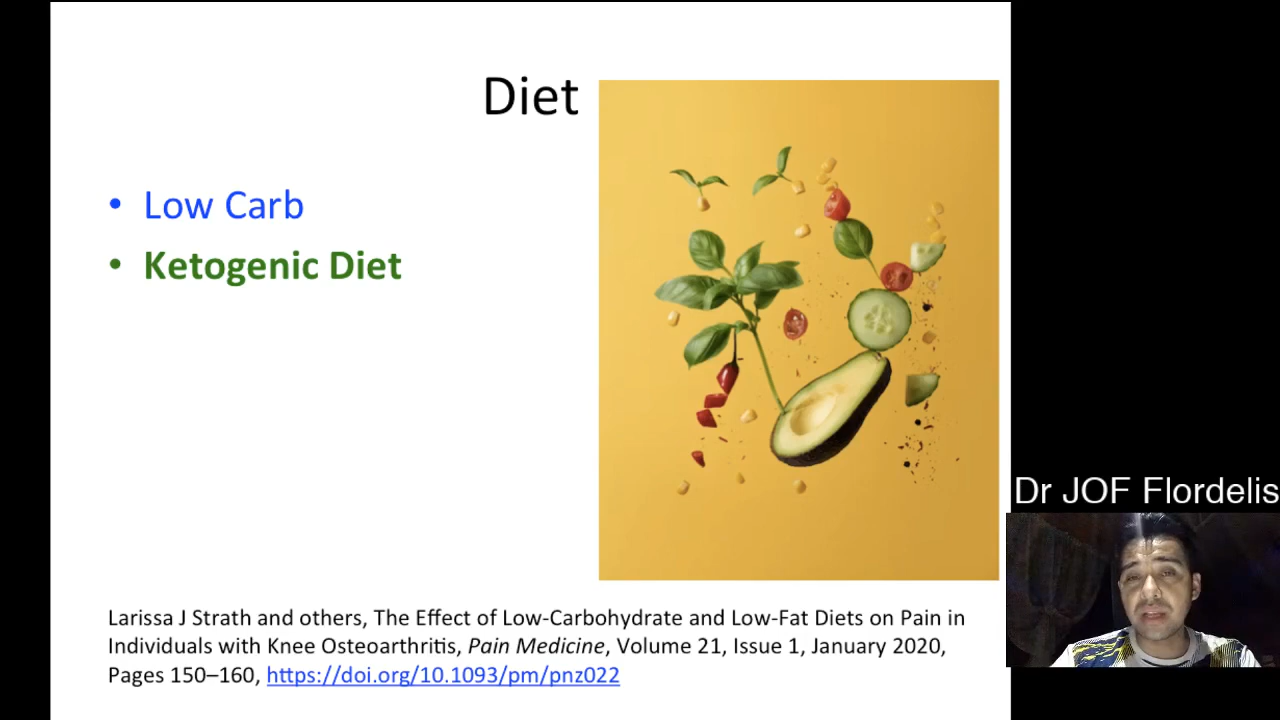 Diet
• Low Carb
• Ketogenic Diet
Dr JOF Flordelis
Larissa J Strath and others, The Effect of Low-Carbohydrate and Low-Fat Diets on Pain in
Individuals with Knee Osteoarthritis, Pain Medicine, Volume 21, Issue 1, January 2020,
Pages 150–160, https://doi.org/10.1093/pm/pnz022